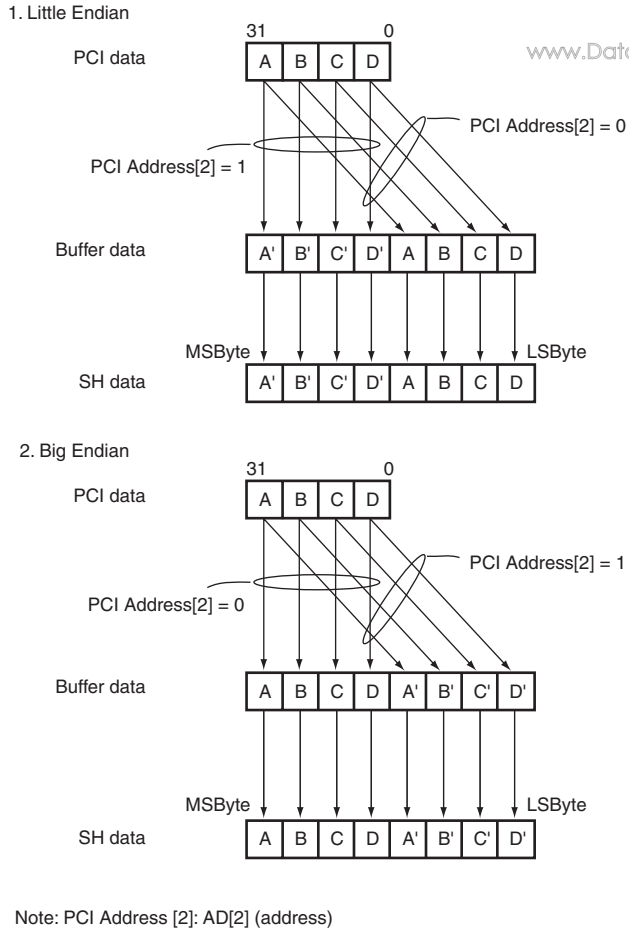 1. Little Endian
31 0
PCI data A B C D
PCI Address[2] = 0
PCI Address[2] = 1
Buffer data A' B' C' D' A B C D
MSByte LSByte
SH data A' B' C' D' A B C D
2. Big Endian
31 0
PCI data A B C D
PCI Address[2] = 1
PCI Address[2] = 0
Buffer data A B C D A' B' C' D'
MSByte LSByte
SH data A B C D A' B' C' D'
Note: PCI Address [2]: AD[2] (address)